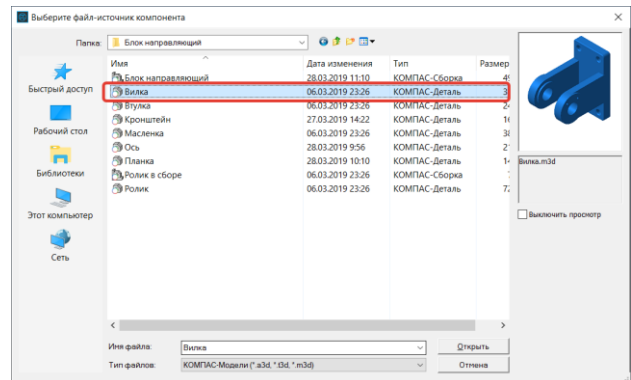 Выберите файл-источник компонента
Папка: Блок направляющий
Имя Дата изменения Тип Размер
Блок направляющий 28.03.2019 11:10 КОМПАС-Сборка
Вилка 06.03.2019 23:26 КОМПАС-Деталь
Втулка 06.03.2019 23:26 КОМПАС-Деталь
Кронштейн 27.03.2019 14:22 КОМПАС-Деталь
Масленка 06.03.2019 23:26 КОМПАС-Деталь
Ось 28.03.2019 9:56 КОМПАС-Деталь
Планка 28.03.2019 10:10 КОМПАС-Деталь
Ролик в сборе 06.03.2019 23:26 КОМПАС-Сборка
Ролик 06.03.2019 23:26 КОМПАС-Деталь
Быстрый доступ
Рабочий стол
Библиотеки
Этот компьютер
Сеть
Вилка.m3d
Выключить просмотр
Имя файла: Вилка Открыть
Тип файлов: КОМПАС-Модели (*.a3d, *.t3d, *.m3d) Отмена